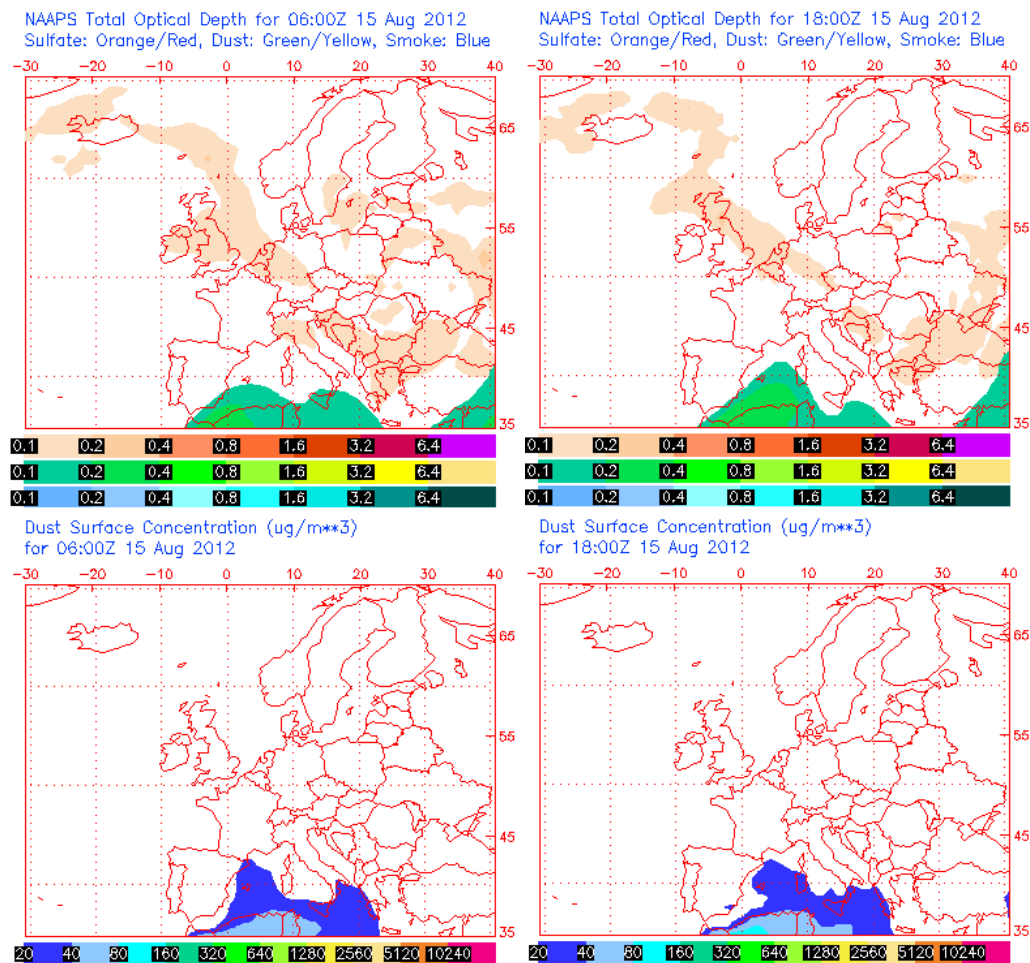 NAAPS Total Optical Depth for 06:00Z 15 Aug 2012
Sulfate: Orange/Red, Dust: Green/Yellow, Smoke: Blue
-30 -20 -10 0 10 20 30 40
65
55
45
35
0.1 0.2 0.4 0.8 1.6 3.2 6.4
0.1 0.2 0.4 0.8 1.6 3.2 6.4
0.1 0.2 0.4 0.8 1.6 3.2 6.4
NAAPS Total Optical Depth for 18:00Z 15 Aug 2012
Sulfate: Orange/Red, Dust: Green/Yellow, Smoke: Blue
-30 -20 -10 0 10 20 30 40
65
55
45
35
0.1 0.2 0.4 0.8 1.6 3.2 6.4
0.1 0.2 0.4 0.8 1.6 3.2 6.4
0.1 0.2 0.4 0.8 1.6 3.2 6.4
Dust Surface Concentration (ug/m**3)
for 06:00Z 15 Aug 2012
-30 -20 -10 0 10 20 30 40
65
55
45
35
20 40 80 160 320 640 1280 2560 5120 10240
Dust Surface Concentration (ug/m**3)
for 18:00Z 15 Aug 2012
-30 -20 -10 0 10 20 30 40
65
55
45
35
20 40 80 160 320 640 1280 2560 5120 10240